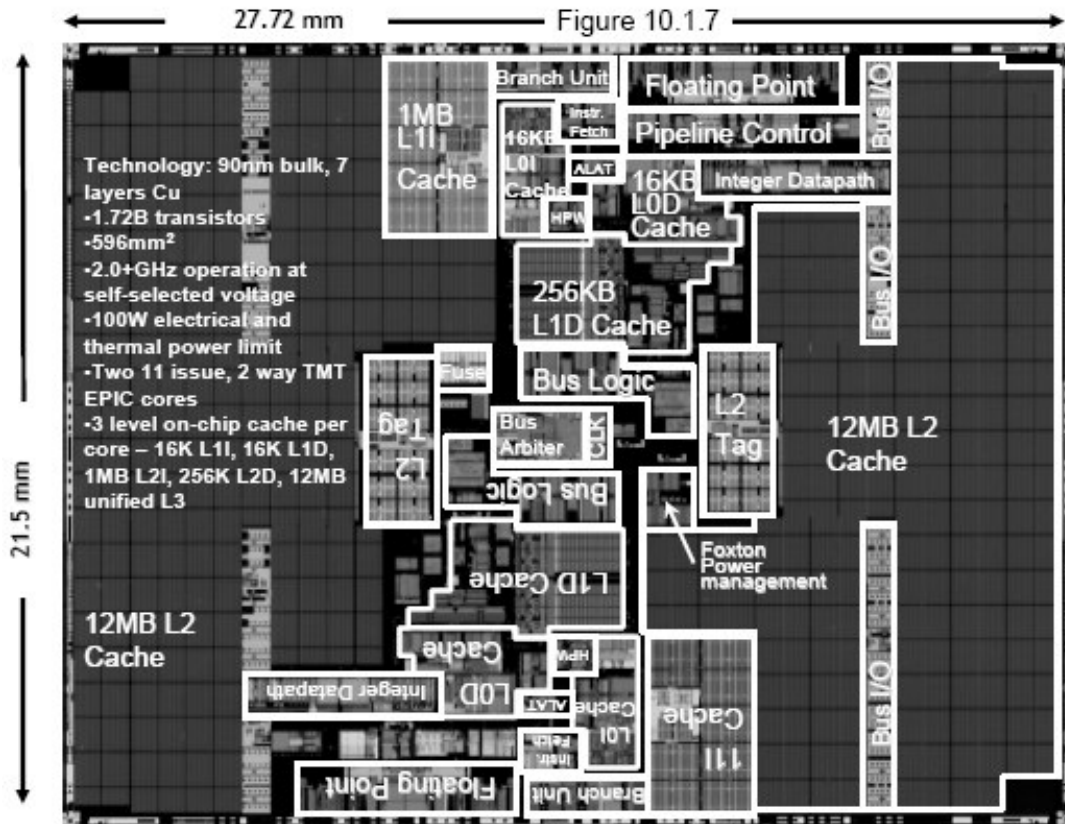 27.72 mm
Figure 10.1.7
21.5 mm
Technology: 90nm bulk, 7
layers Cu
•1.72B transistors
•596mm²
•2.0+GHz operation at
self-selected voltage
•100W electrical and
thermal power limit
•Two 11 issue, 2 way TMT
EPIC cores
•3 level on-chip cache per
core – 16K L1I, 16K L1D,
1MB L2I, 256K L2D, 12MB
unified L3
12MB L2
Cache
1MB
L1I
Cache
Branch Unit
16KB
L0I
Cache
Instr.
Fetch
ALAT
HPW
Floating Point
Pipeline Control
16KB
L0D
Cache
Integer Datapath
Bus I/O
Bus I/O
256KB
L1D Cache
Fuse
Bus Logic
Tag
L2
Bus
Arbiter
CLK
L2
Tag
12MB L2
Cache
Bus Logic
Foxton
Power
management
L1D Cache
Cache
L0D
Integer Datapath
HPW
ALAT
Cache
L0I
Instr.
Fetch
Cache
11I
Bus I/O
Floating Point
Branch Unit